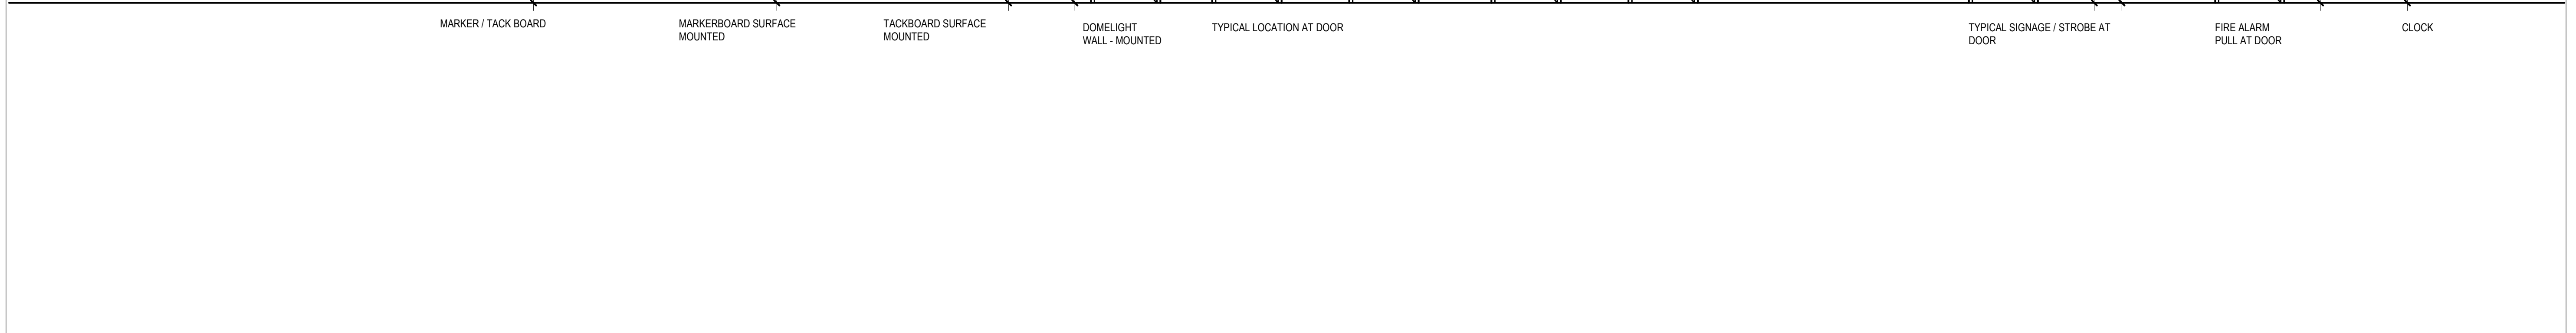 MARKER / TACK BOARD
MARKERBOARD SURFACE
MOUNTED
TACKBOARD SURFACE
MOUNTED
DOMELIGHT
WALL - MOUNTED
TYPICAL LOCATION AT DOOR
TYPICAL SIGNAGE / STROBE AT
DOOR
FIRE ALARM
PULL AT DOOR
CLOCK